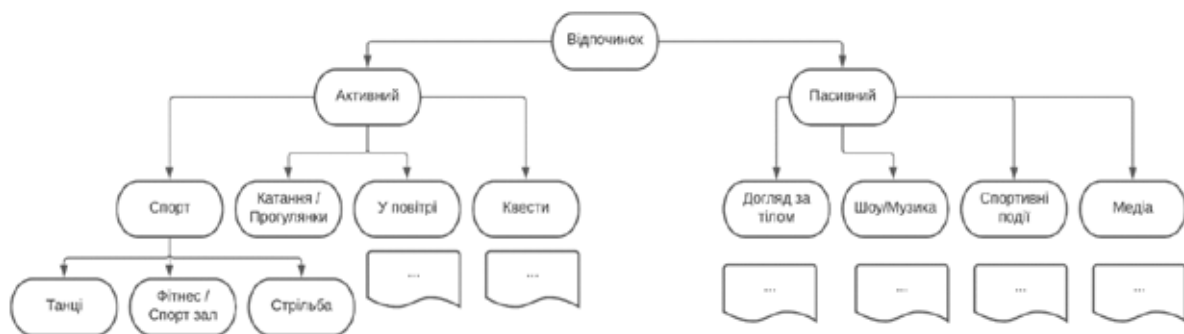 Відпочинок
Активний
Пасивний
Спорт
Катання /
Прогулянки
У повітрі
Квести
Догляд за
тілом
Шоу/Музика
Спортивні
події
Медіа
...
...
...
...
...
...
Танці
Фітнес /
Спорт зал
Стрільба